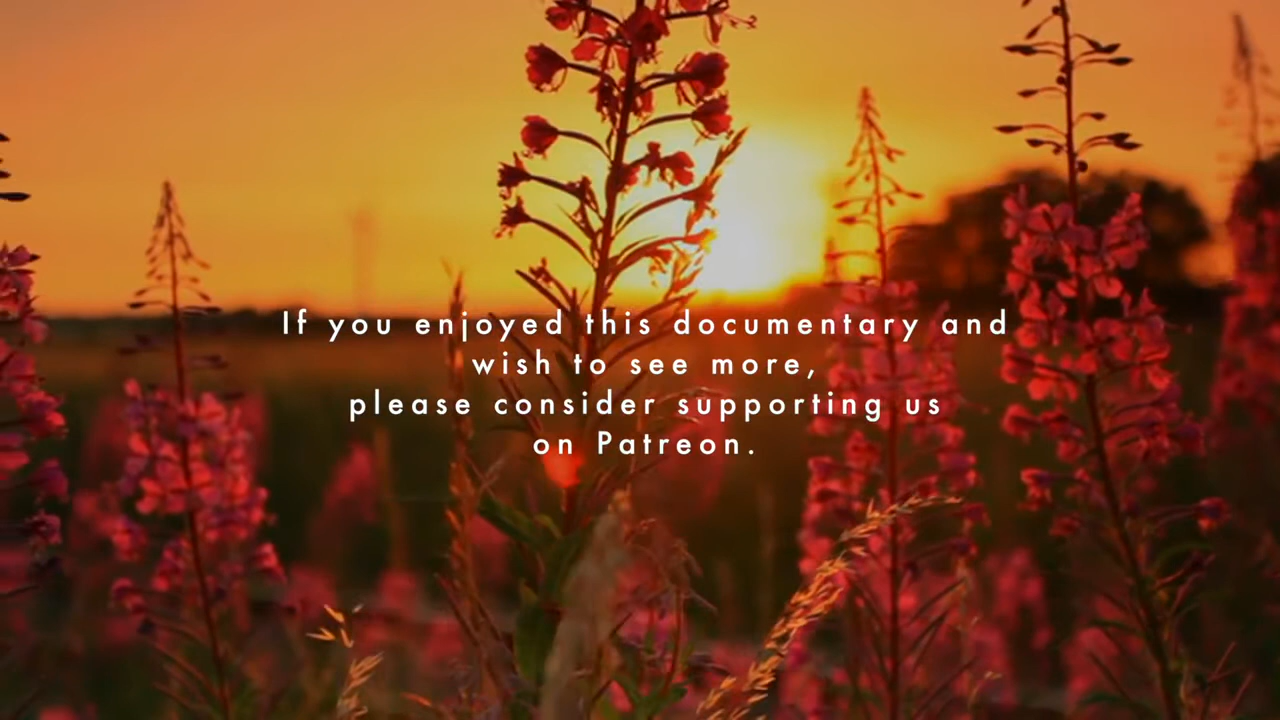 If you enjoyed this documentary and
wish to see more,
please consider supporting us
on Patreon.